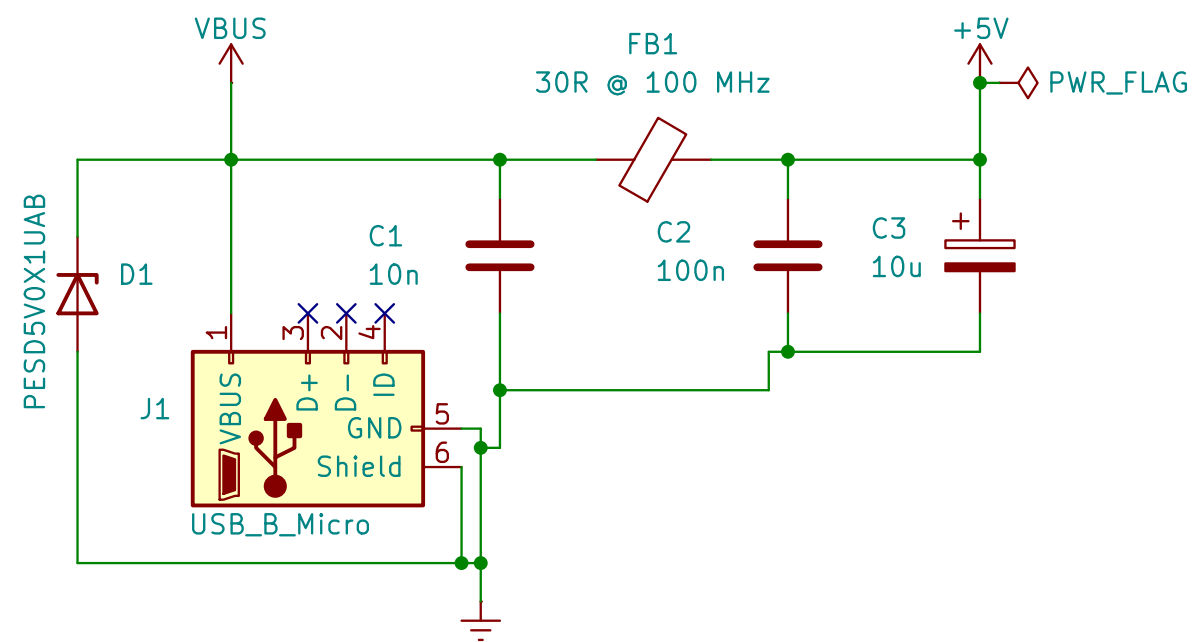 VBUS
+5V
FB1
30R @ 100 MHz
PWR_FLAG
PESD5V0X1UAB
D1
C1
10n
C2
100n
C3
+
10u
1
3
2
4
J1
VBUS
D+
D-
ID
GND
5
Shield
6
USB_B_Micro